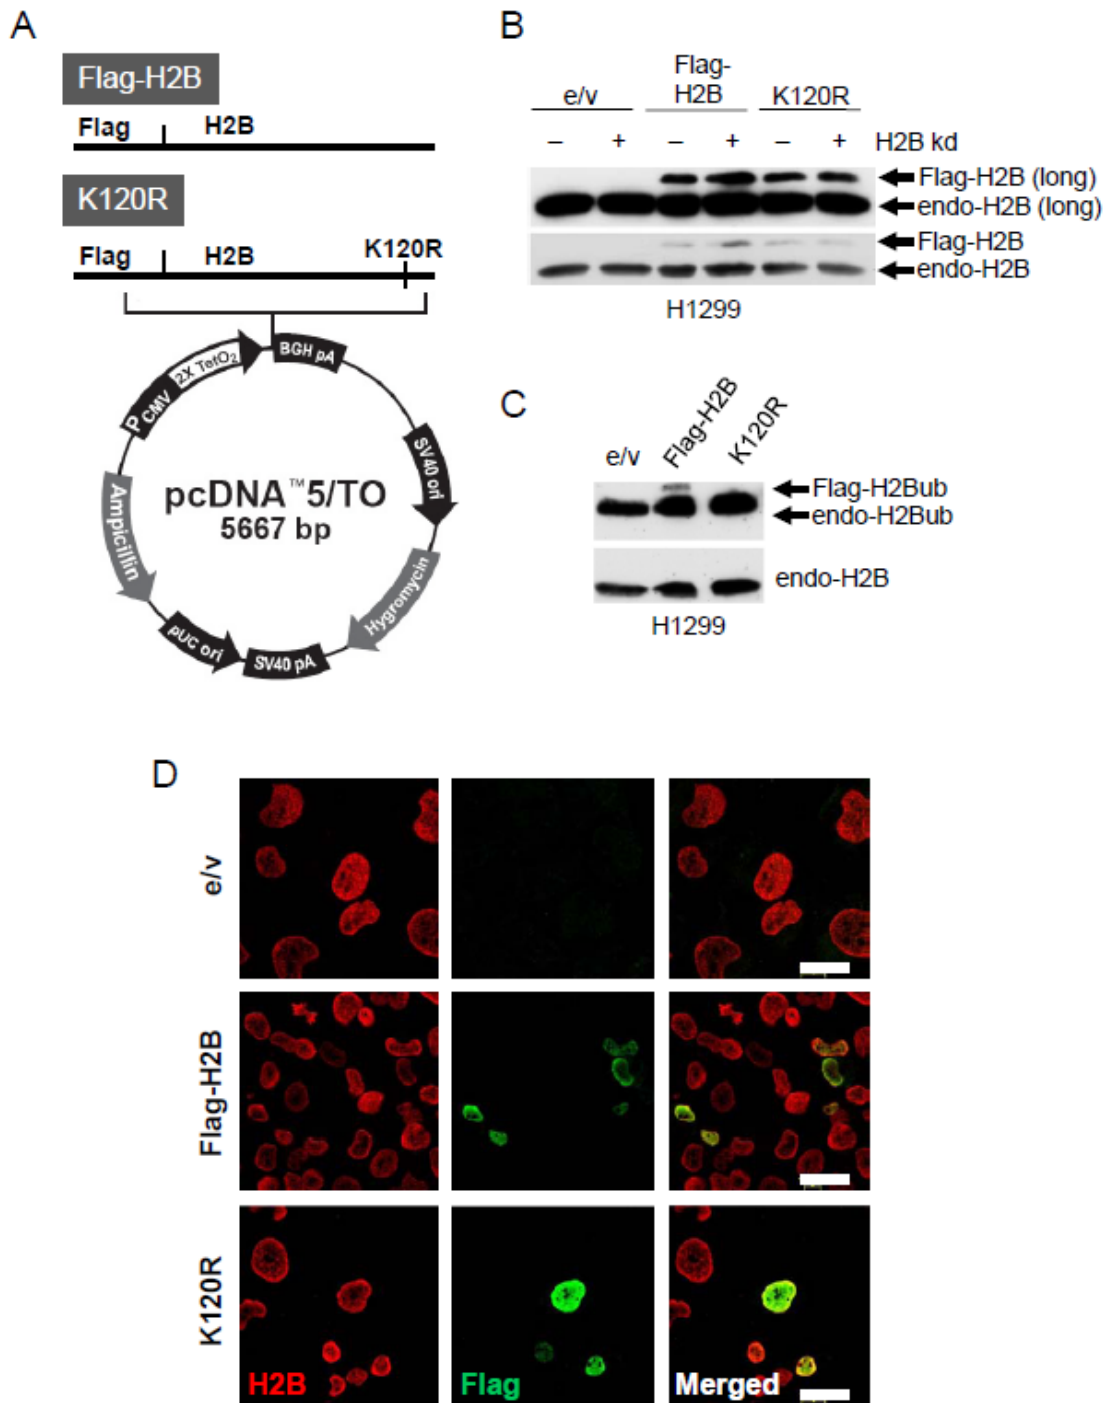 A
Flag-H2B
Flag H2B
K120R
Flag H2B K120R
PCMV 2X TetO2 BGH pA
SV40 ori
Hygromycin
SV40 pA
pUC ori
Ampicillin
pcDNA™5/TO
5667 bp
B
e/v Flag-H2B K120R
– + – + – + H2B kd
Flag-H2B (long)
endo-H2B (long)
Flag-H2B
endo-H2B
H1299
C
e/v Flag-H2B K120R
Flag-H2Bub
endo-H2Bub
endo-H2B
H1299
D
e/v
Flag-H2B
K120R
H2B Flag Merged